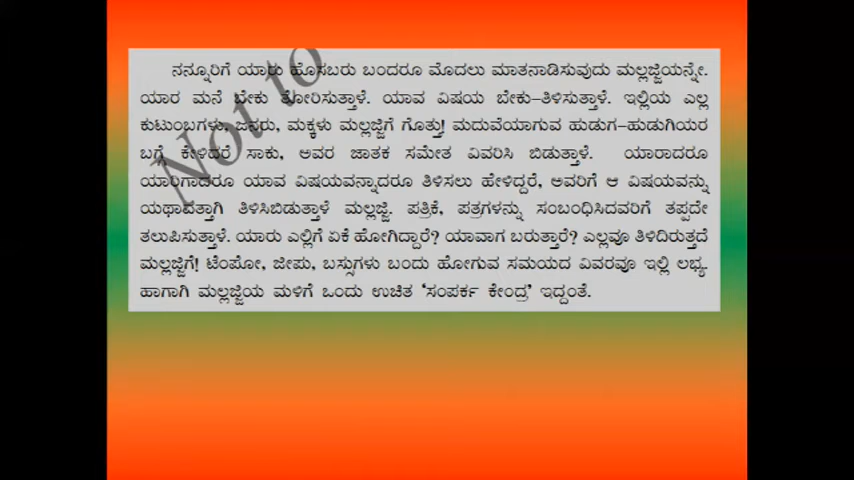 ನನ್ನೂರಿಗೆ ಯಾರು ಹೊಸಬರು ಬಂದರೂ ಮೊದಲು ಮಾತನಾಡಿಸುವುದು ಮಲ್ಲಜ್ಜಿಯನ್ನೇ.
ಯಾರ ಮನೆ ಬೇಕು ತೋರಿಸುತ್ತಾಳೆ. ಯಾವ ವಿಷಯ ಬೇಕು–ತಿಳಿಸುತ್ತಾಳೆ. ಇಲ್ಲಿಯ ಎಲ್ಲ
ಕುಟುಂಬಗಳು, ಜನರು, ಮಕ್ಕಳು ಮಲ್ಲಜ್ಜಿಗೆ ಗೊತ್ತು! ಮದುವೆಯಾಗುವ ಹುಡುಗ–ಹುಡುಗಿಯರ
ಬಗ್ಗೆ ಕೇಳಿದರೆ ಸಾಕು, ಅವರ ಜಾತಕ ಸಮೇತ ವಿವರಿಸಿ ಬಿಡುತ್ತಾಳೆ. ಯಾರಾದರೂ
ಯಾರಿಗಾದರೂ ಯಾವ ವಿಷಯವನ್ನಾದರೂ ತಿಳಿಸಲು ಹೇಳಿದ್ದರೆ, ಅವರಿಗೆ ಆ ವಿಷಯವನ್ನು
ಯಥಾವತ್ತಾಗಿ ತಿಳಿಸಿಬಿಡುತ್ತಾಳೆ ಮಲ್ಲಜ್ಜಿ. ಪತ್ರಿಕೆ, ಪತ್ರಗಳನ್ನು ಸಂಬಂಧಿಸಿದವರಿಗೆ ತಪ್ಪದೇ
ತಲುಪಿಸುತ್ತಾಳೆ. ಯಾರು ಎಲ್ಲಿಗೆ ಏಕೆ ಹೋಗಿದ್ದಾರೆ? ಯಾವಾಗ ಬರುತ್ತಾರೆ? ಎಲ್ಲವೂ ತಿಳಿದಿರುತ್ತದೆ
ಮಲ್ಲಜ್ಜಿಗೆ! ಟೆಂಪೋ, ಜೀಪು, ಬಸ್ಸುಗಳು ಬಂದು ಹೋಗುವ ಸಮಯದ ವಿವರವೂ ಇಲ್ಲಿ ಲಭ್ಯ.
ಹಾಗಾಗಿ ಮಲ್ಲಜ್ಜಿಯ ಮಳಿಗೆ ಒಂದು ಉಚಿತ ‘ಸಂಪರ್ಕ ಕೇಂದ್ರ’ ಇದ್ದಂತೆ.
Not to